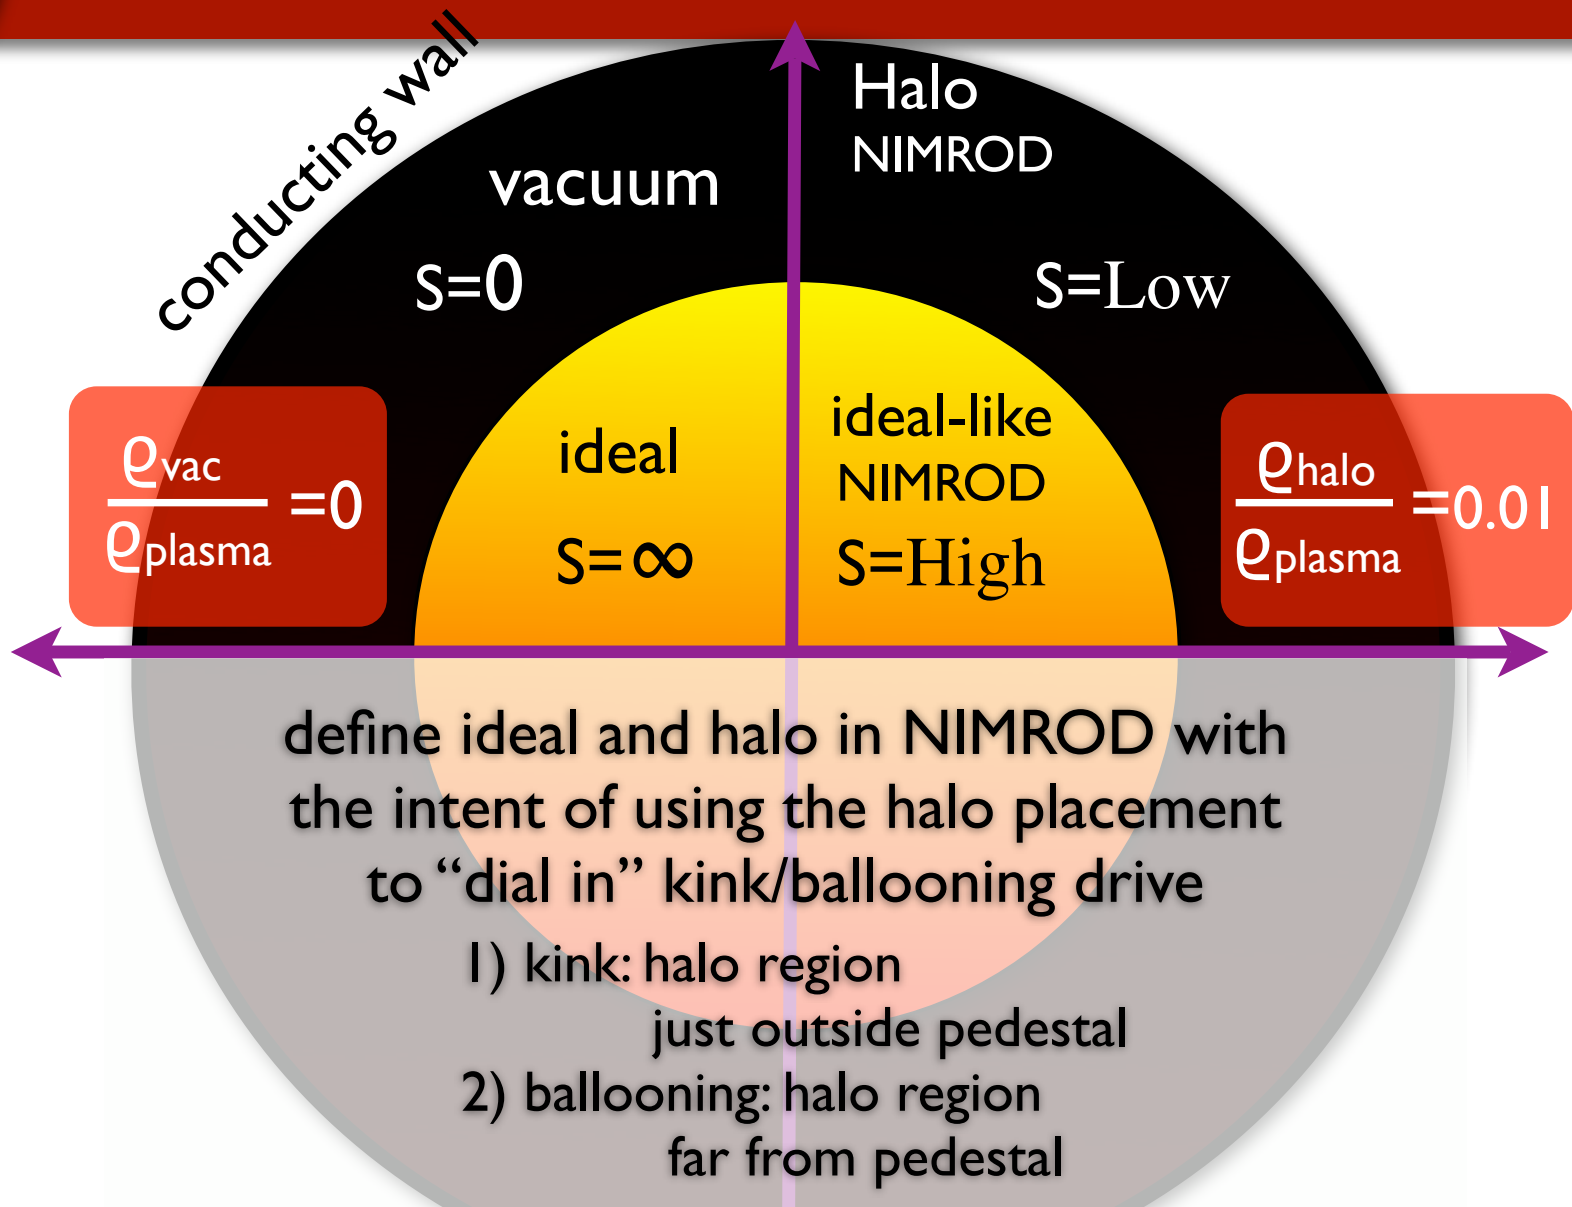 conducting wall
vacuum
S=0
Halo
NIMROD
S=Low
ϱvac
ϱplasma
=0
ideal
S=∞
ideal-like
NIMROD
S=High
ϱhalo
ϱplasma
=0.01
define ideal and halo in NIMROD with
the intent of using the halo placement
to “dial in” kink/ballooning drive
1) kink: halo region
just outside pedestal
2) ballooning: halo region
far from pedestal